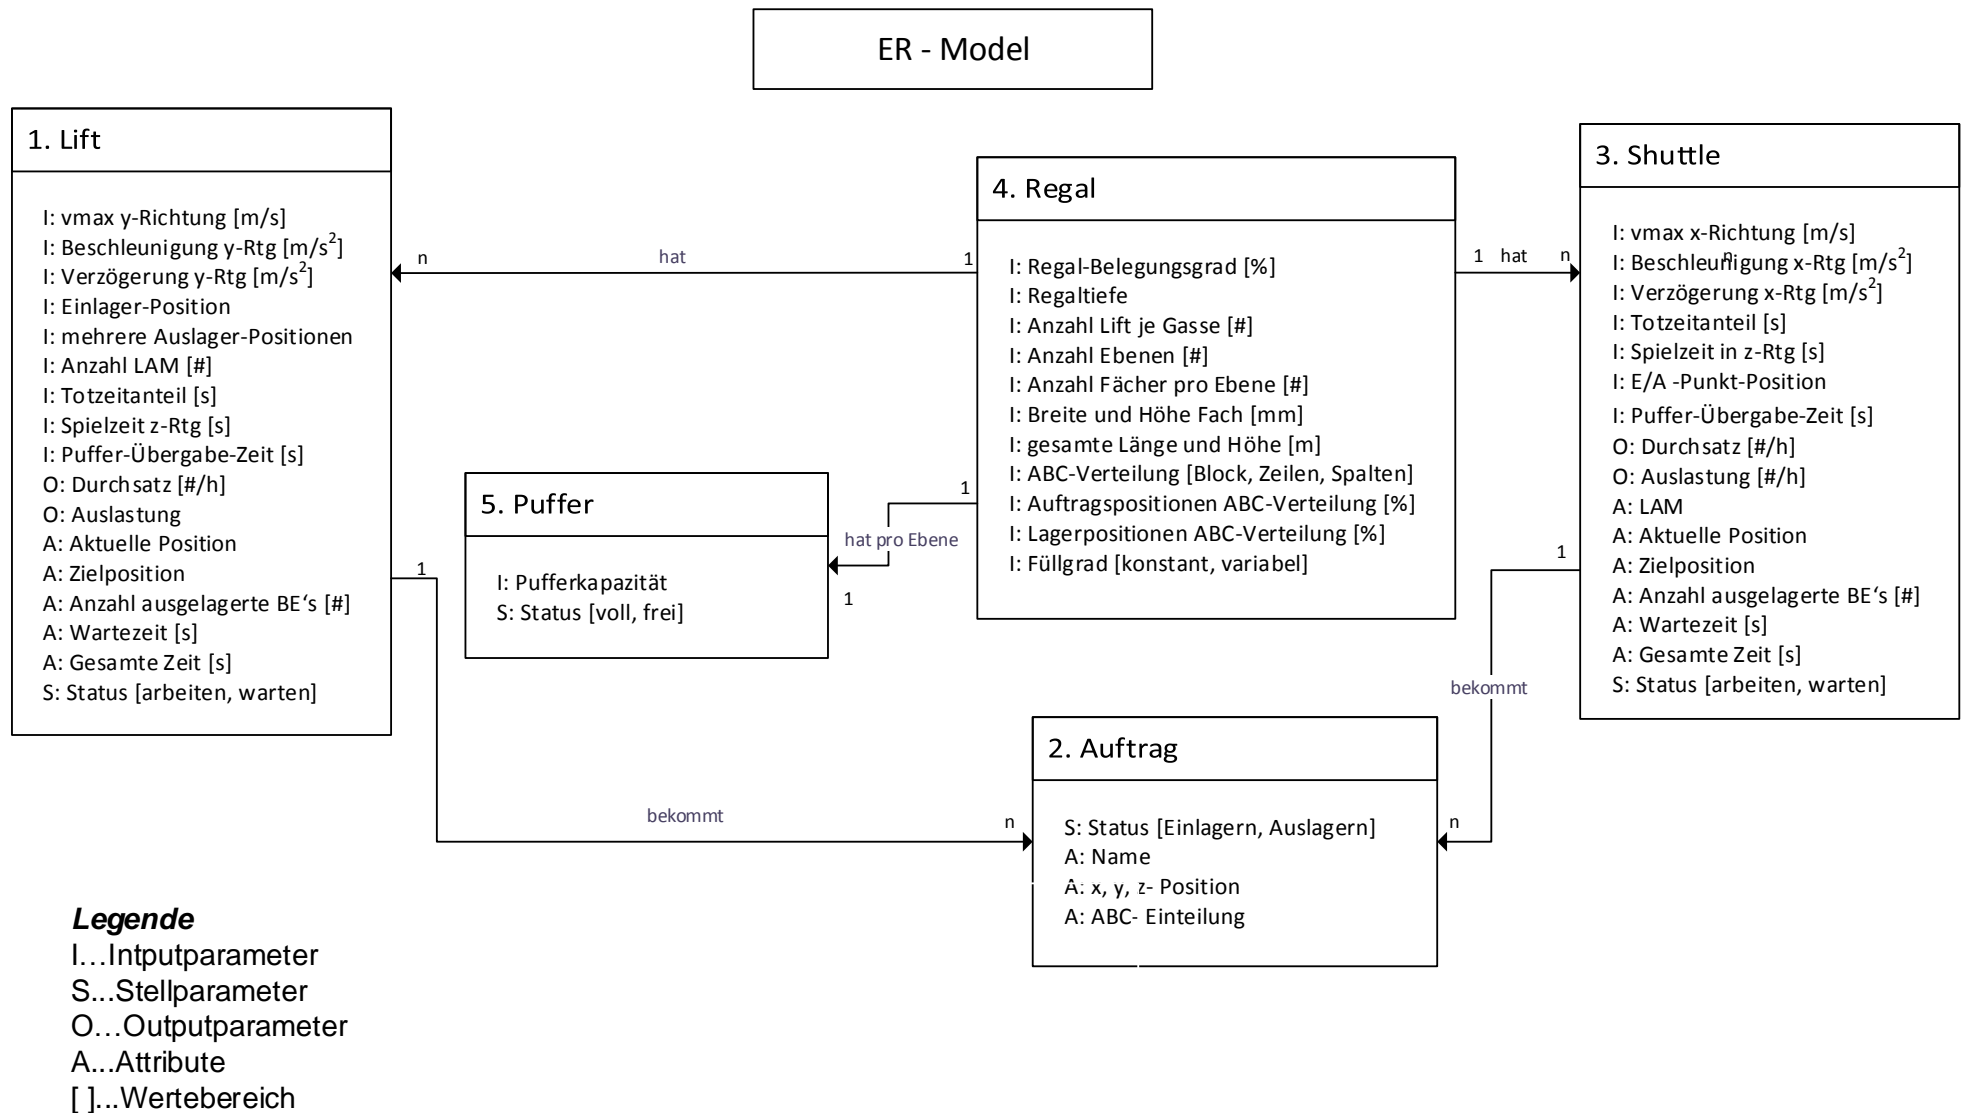 ER - Model
1. Lift
I: vmax y-Richtung [m/s]
I: Beschleunigung y-Rtg [m/s²]
I: Verzögerung y-Rtg [m/s²]
I: Einlager-Position
I: mehrere Auslager-Positionen
I: Anzahl LAM [#]
I: Totzeitanteil [s]
I: Spielzeit z-Rtg [s]
I: Puffer-Übergabe-Zeit [s]
O: Durchsatz [#/h]
O: Auslastung
A: Aktuelle Position
A: Zielposition
A: Anzahl ausgelagerte BE‘s [#]
A: Wartezeit [s]
A: Gesamte Zeit [s]
S: Status [arbeiten, warten]
n
hat
1
4. Regal
I: Regal-Belegungsgrad [%]
I: Regaltiefe
I: Anzahl Lift je Gasse [#]
I: Anzahl Ebenen [#]
I: Anzahl Fächer pro Ebene [#]
I: Breite und Höhe Fach [mm]
I: gesamte Länge und Höhe [m]
I: ABC-Verteilung [Block, Zeilen, Spalten]
I: Auftragspositionen ABC-Verteilung [%]
I: Lagerpositionen ABC-Verteilung [%]
I: Füllgrad [konstant, variabel]
1 hat n
3. Shuttle
I: vmax x-Richtung [m/s]
n
I: Beschleunigung x-Rtg [m/s²]
I: Verzögerung x-Rtg [m/s²]
I: Totzeitanteil [s]
I: Spielzeit in z-Rtg [s]
I: E/A -Punkt-Position
I: Puffer-Übergabe-Zeit [s]
O: Durchsatz [#/h]
O: Auslastung [#/h]
A: LAM
A: Aktuelle Position
A: Zielposition
A: Anzahl ausgelagerte BE‘s [#]
A: Wartezeit [s]
A: Gesamte Zeit [s]
S: Status [arbeiten, warten]
5. Puffer
I: Pufferkapazität
S: Status [voll, frei]
1
hat pro Ebene
1
1
bekommt
n
1
bekommt
n
2. Auftrag
S: Status [Einlagern, Auslagern]
A: Name
A: x, y, z- Position
A: ABC- Einteilung
Legende
I…Intputparameter
S...Stellparameter
O…Outputparameter
A...Attribute
[ ]...Wertebereich